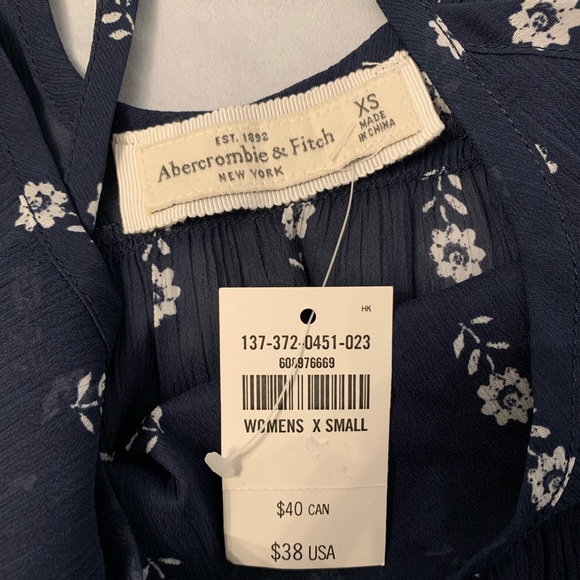 EST. 1892
Abercrombie & Fitch
NEW YORK
XS
MADE
IN CHINA
HK
137-372-0451-023
WOMENS X SMALL
$40 CAN
$38 USA